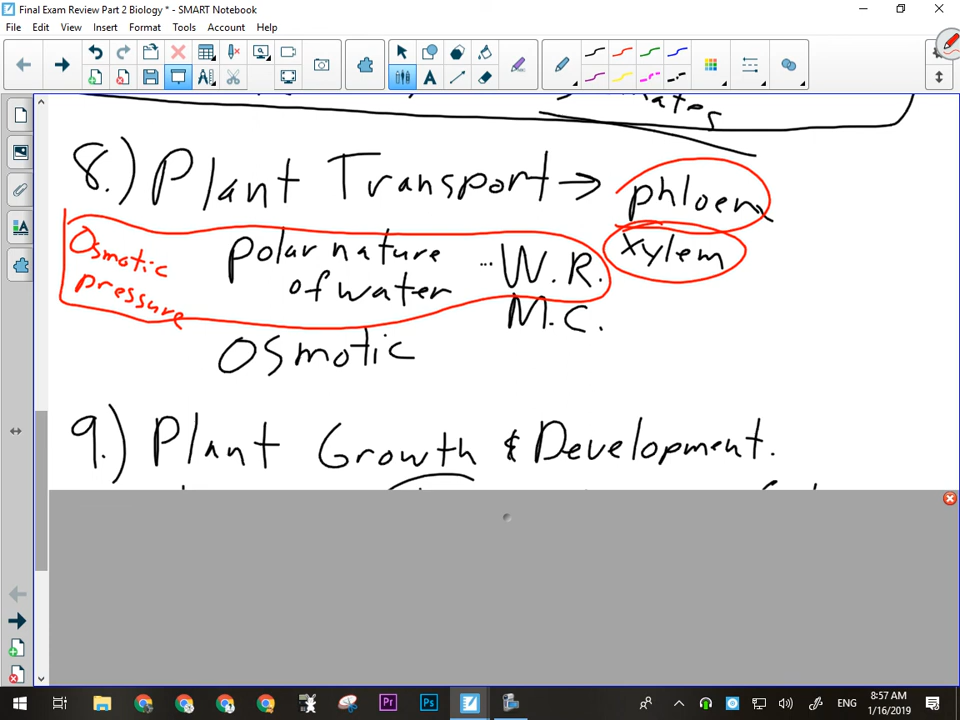 Final Exam Review Part 2 Biology * - SMART Notebook
File Edit View Insert Format Tools Account Help
8.) Plant Transport → phloem
xylem
Osmotic pressure
polar nature of water
... W.R.
M.C.
Osmotic
9.) Plant Growth & Development.
ENG
8:57 AM
1/16/2019